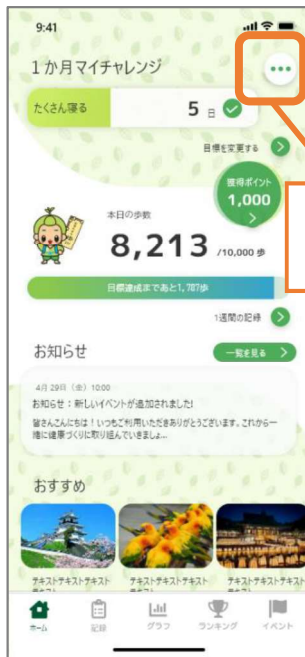 9:41
1か月マイチャレンジ
たくさん寝る
5 日
目標を変更する
獲得ポイント
1,000
本日の歩数
8,213 /10,000 歩
目標達成まであと1,787歩
1週間の記録
お知らせ
一覧を見る
4月 29日 (金) 10:00
お知らせ:新しいイベントが追加されました!
皆さんこんにちは!いつもご利用いただきありがとうございます。これから一
緒に健康づくりに取り組んでいきましょ...
おすすめ
テキストテキストテキスト
テキストテキストテキスト
テキストテキストテキスト
ホーム
記録
グラフ
ランキング
イベント